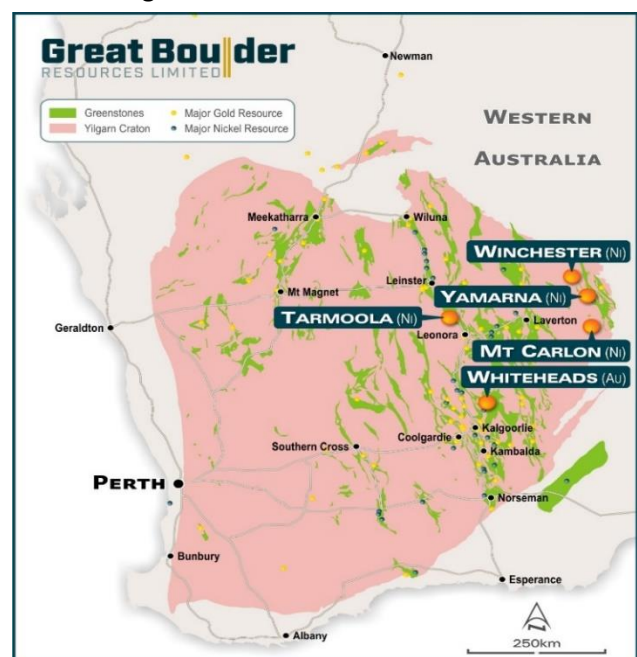 Great Boulder
RESOURCES LIMITED
Greenstones
Major Gold Resource
Yilgarn Craton
Major Nickel Resource
Newman
WESTERN
AUSTRALIA
Meekatharra
Wiluna
WINCHESTER (NI)
Leinster
YAMARNA (NI)
Mt Magnet
TARMOOLA (NI)
Laverton
Geraldton
Leonora
MT CARLON (NI)
WHITEHEADS (AU)
Kalgoorlie
Coolgardie
Southern Cross
Kambalda
PERTH
Norseman
Bunbury
Esperance
Albany
250km